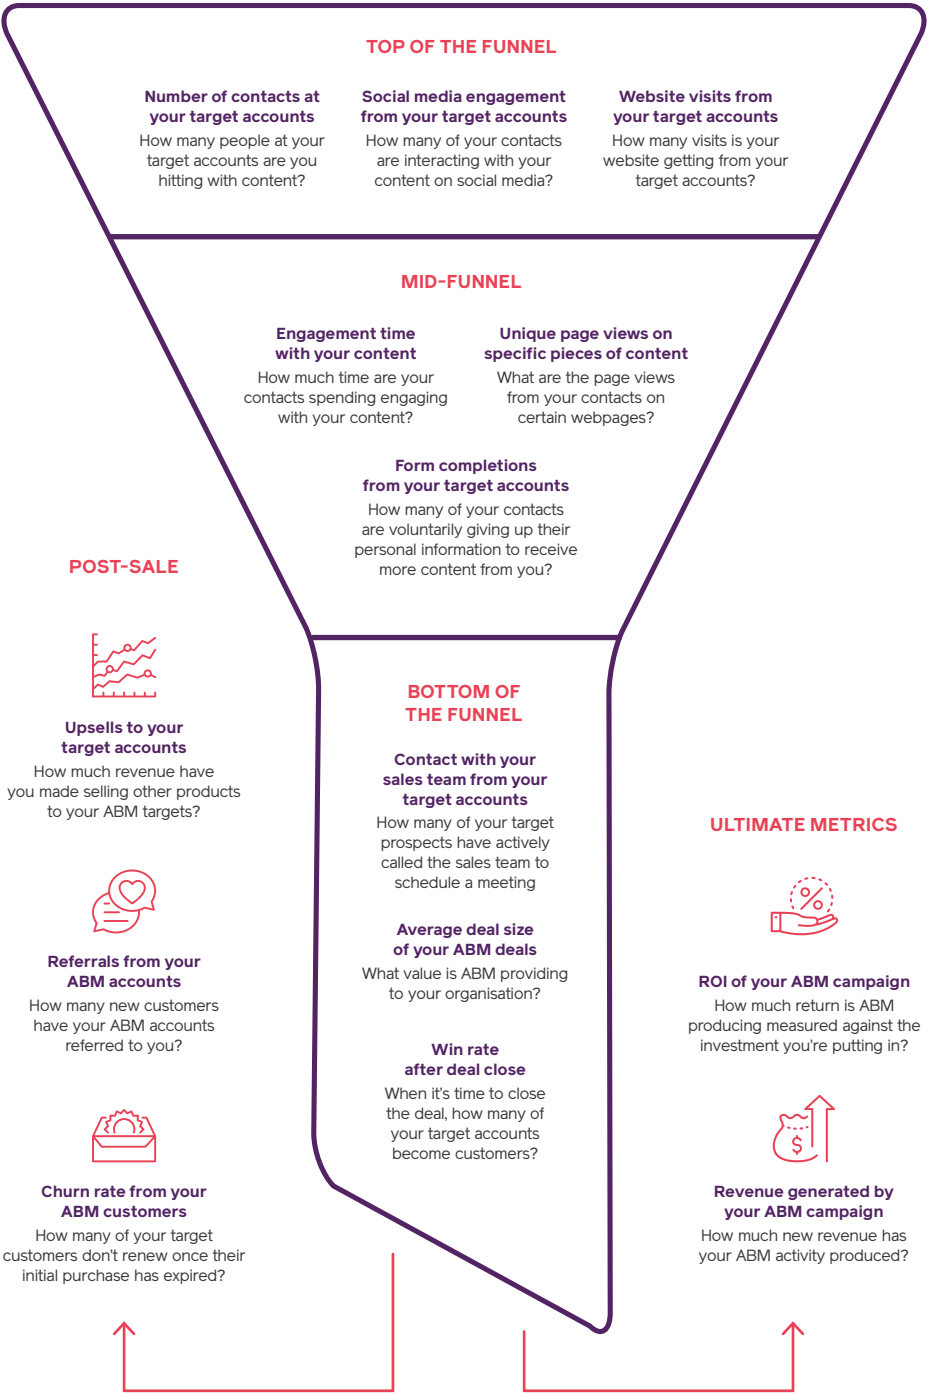 TOP OF THE FUNNEL
Number of contacts at
your target accounts
How many people at your
target accounts are you
hitting with content?
Social media engagement
from your target accounts
How many of your contacts
are interacting with your
content on social media?
Website visits from
your target accounts
How many visits is your
website getting from your
target accounts?
MID-FUNNEL
Engagement time
with your content
How much time are your
contacts spending engaging
with your content?
Unique page views on
specific pieces of content
What are the page views
from your contacts on
certain webpages?
Form completions
from your target accounts
How many of your contacts
are voluntarily giving up their
personal information to receive
more content from you?
BOTTOM OF
THE FUNNEL
Contact with your
sales team from your
target accounts
How many of your target
prospects have actively
called the sales team to
schedule a meeting
Average deal size
of your ABM deals
What value is ABM providing
to your organisation?
Win rate
after deal close
When it's time to close
the deal, how many of
your target accounts
become customers?
POST-SALE
Upsells to your
target accounts
How much revenue have
you made selling other products
to your ABM targets?
Referrals from your
ABM accounts
How many new customers
have your ABM accounts
referred to you?
Churn rate from your
ABM customers
How many of your target
customers don't renew once their
initial purchase has expired?
ULTIMATE METRICS
%
ROI of your ABM campaign
How much return is ABM
producing measured against the
investment you're putting in?
$
Revenue generated by
your ABM campaign
How much new revenue has
your ABM activity produced?